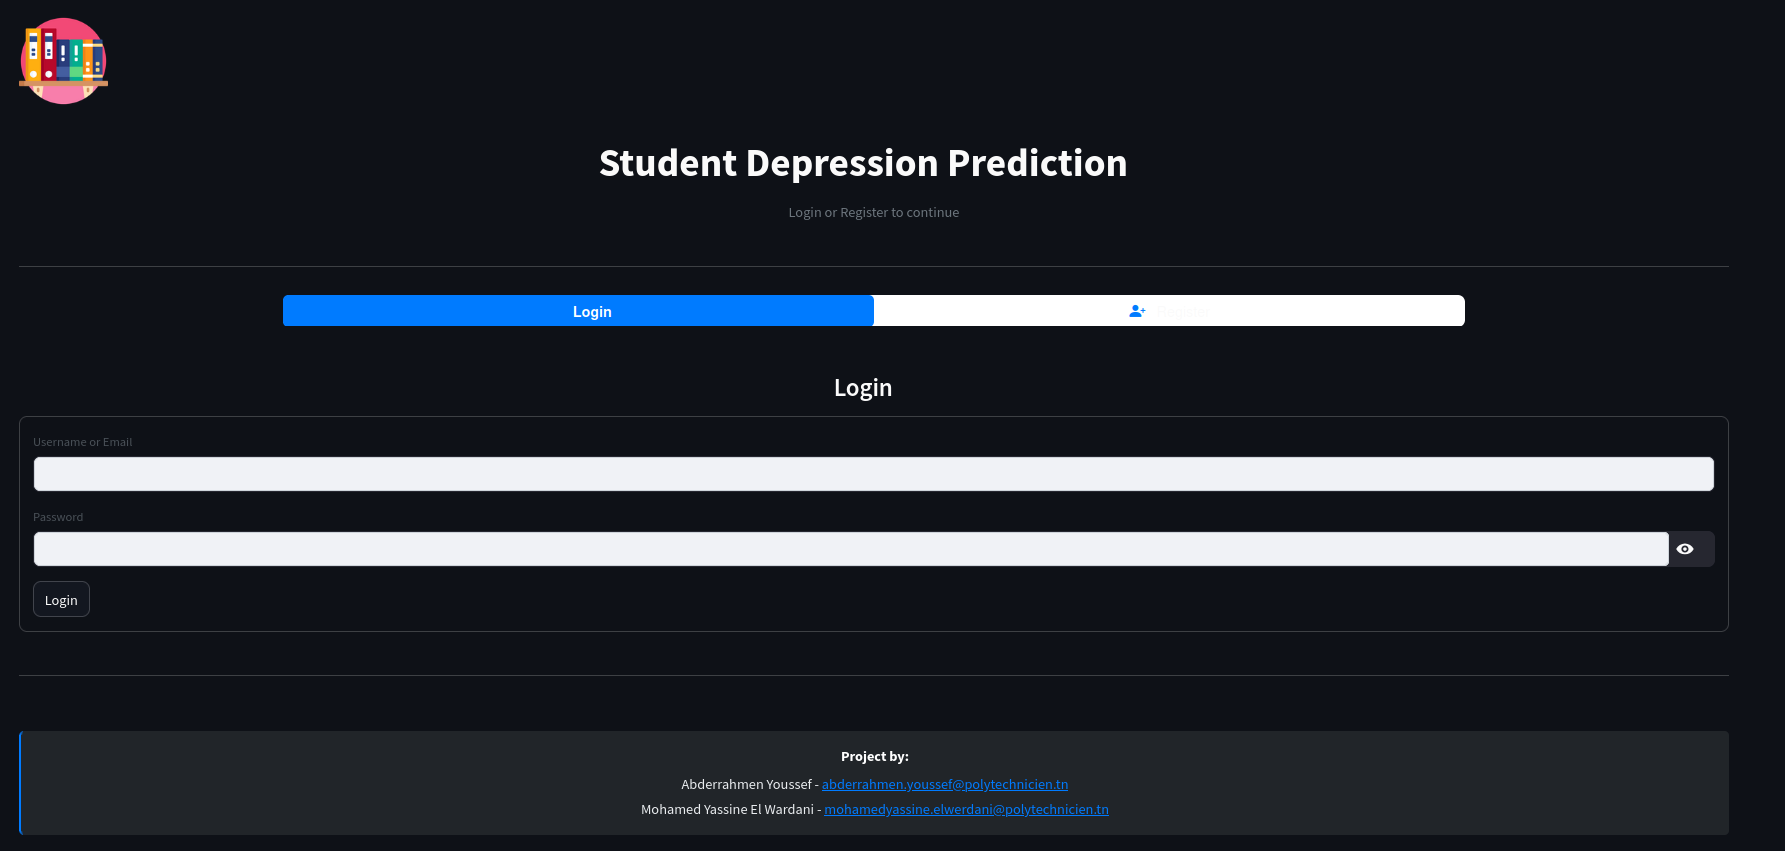 Student Depression Prediction
Login or Register to continue
Login
Login
Username or Email
Password
Login
Project by:
Abderrahmen Youssef - abderrahmen.youssef@polytechnicien.tn
Mohamed Yassine El Wardani - mohamedyassine.elwerdani@polytechnicien.tn